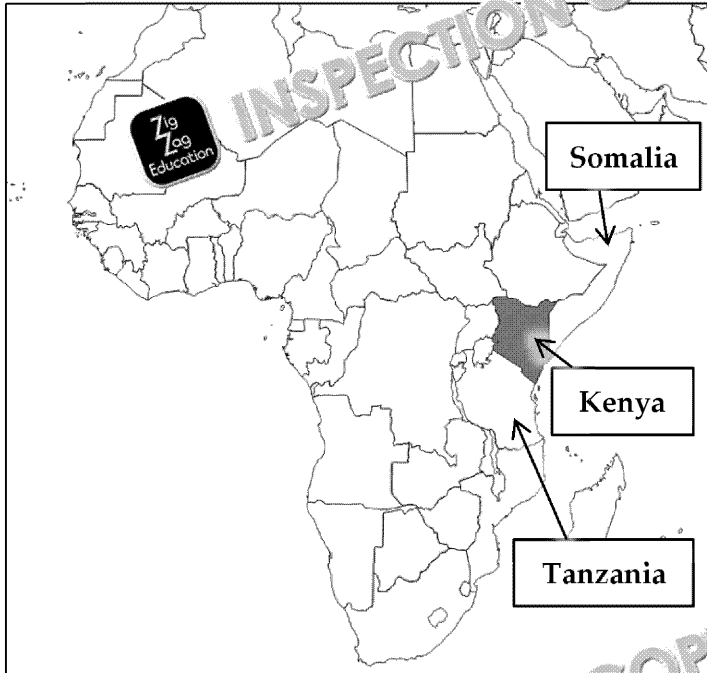 INSPECTION C
Zig
Zag
Education
Somalia
Kenya
Tanzania
COP